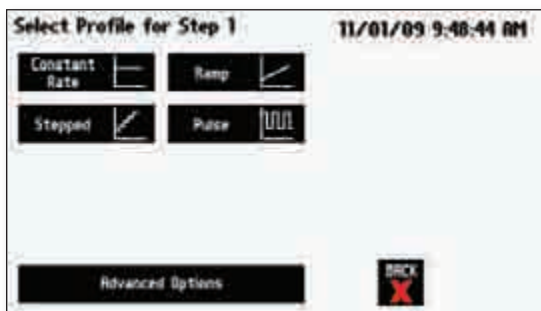 Select Profile for Step 1
11/01/09 9:48:44 AM
Constant
Rate
Ramp
Stepped
Pulse
Advanced Options
BACK